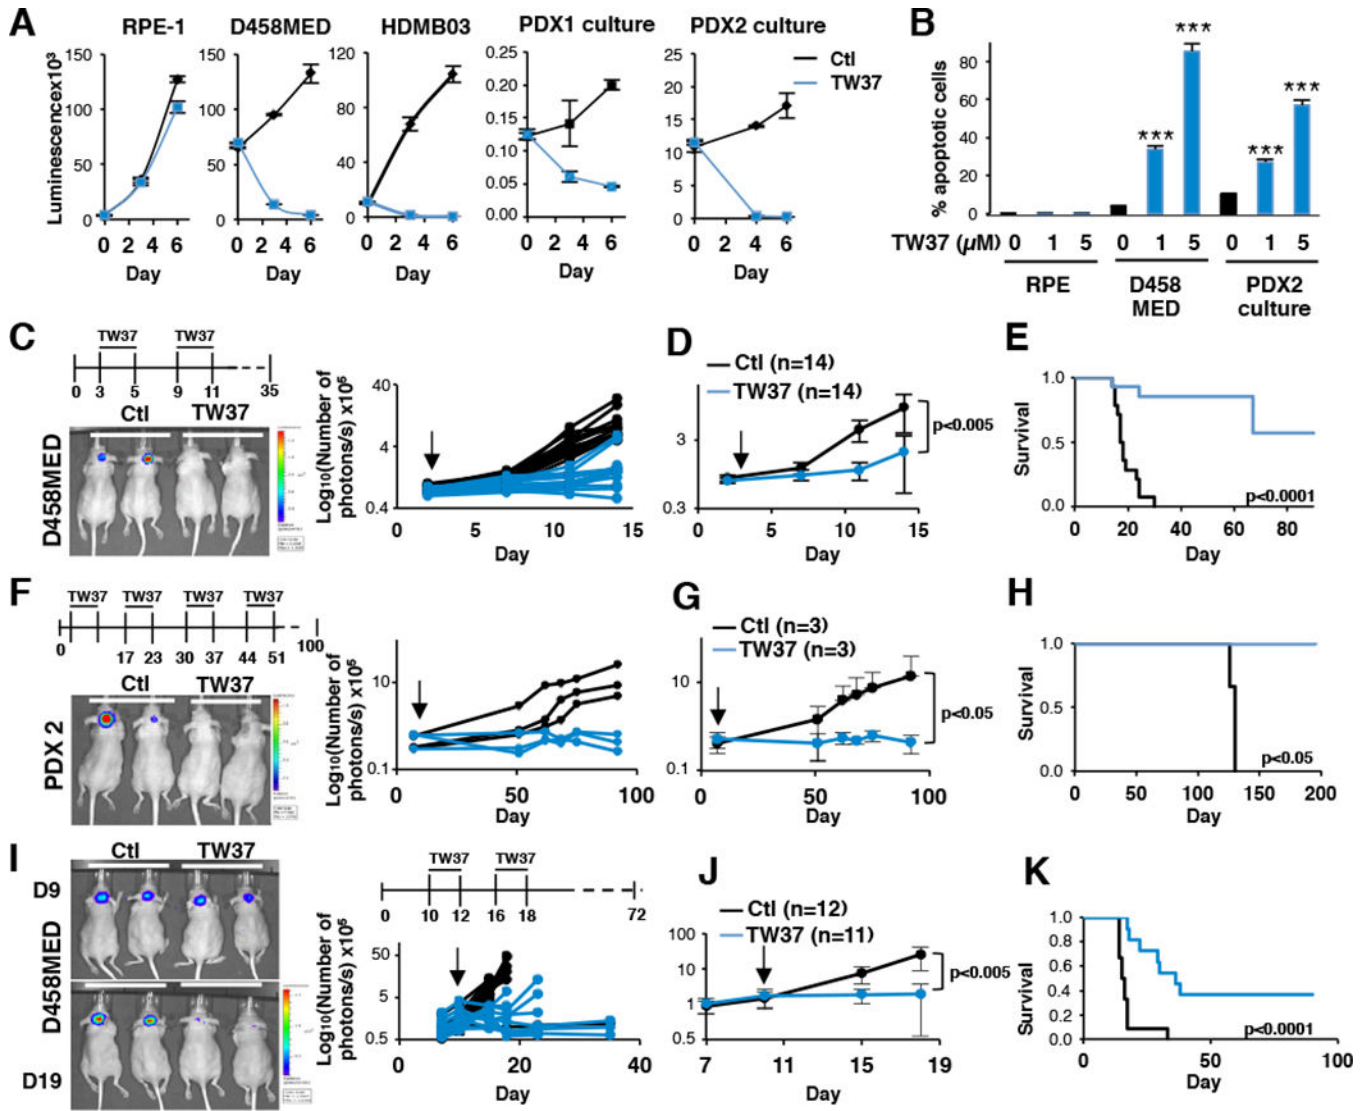 A
RPE-1 D458MED HDMB03 PDX1 culture PDX2 culture
Luminescencex10³
150 100 50 0
200 150 100 50 0
120 80 40 0
0.25 0.20 0.15 0.10 0.05 0.00
25 20 15 10 5 0
Ctl
TW37
0 2 4 6 0 2 4 6 0 2 4 6 0 2 4 6 0 2 4 6
Day Day Day Day Day
B
% apoptotic cells
80 60 40 20 0
*** *** *** ***
TW37 (µM) 0 1 5 0 1 5 0 1 5
RPE D458 MED PDX2 culture
C
TW37 TW37
0 3 5 9 11 35
Ctl TW37
D458MED
Log10(Number of
photons/s) x10⁵
40 4 0.4
0 5 10 15
Day
D
Ctl (n=14)
TW37 (n=14)
p<0.005
3 0.3
0 5 10 15
Day
E
Survival
1.0 0.5 0.0
p<0.0001
0 20 40 60 80
Day
F
TW37 TW37 TW37 TW37
0 17 23 30 37 44 51 100
Ctl TW37
PDX 2
Log10(Number of
photons/s) x10⁵
10 0.1
0 50 100
Day
G
Ctl (n=3)
TW37 (n=3)
p<0.05
10 0.1
0 50 100
Day
H
Survival
1.0 0.5 0.0
p<0.05
0 50 100 150 200
Day
I
Ctl TW37
D9
D458MED
D19
TW37 TW37
0 10 12 16 18 72
Log10(Number of
photons/s) x10⁵
50 5 0.5
0 20 40
Day
J
Ctl (n=12)
TW37 (n=11)
p<0.005
100 10 1 0.5
7 11 15 19
Day
K
Survival
1.0 0.8 0.6 0.4 0.2 0
p<0.0001
0 50 100
Day